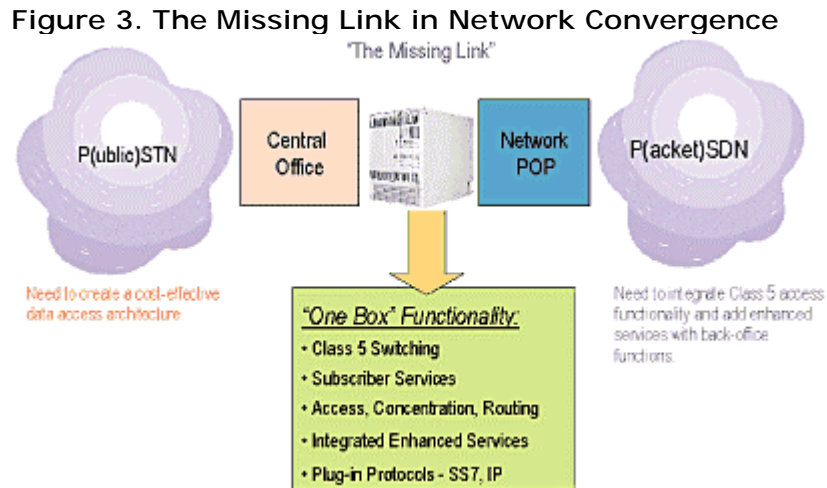 Figure 3. The Missing Link in Network Convergence
"The Missing Link"
P(ublic)STN
Central
Office
Network
POP
P(acket)SDN
Need to create a cost-effective
data access architecture
Need to integrate Class 5 access
functionality and add enhanced
services with back-office
functions.
"One Box" Functionality:
• Class 5 Switching
• Subscriber Services
• Access, Concentration, Routing
• Integrated Enhanced Services
• Plug-in Protocols - SS7, IP